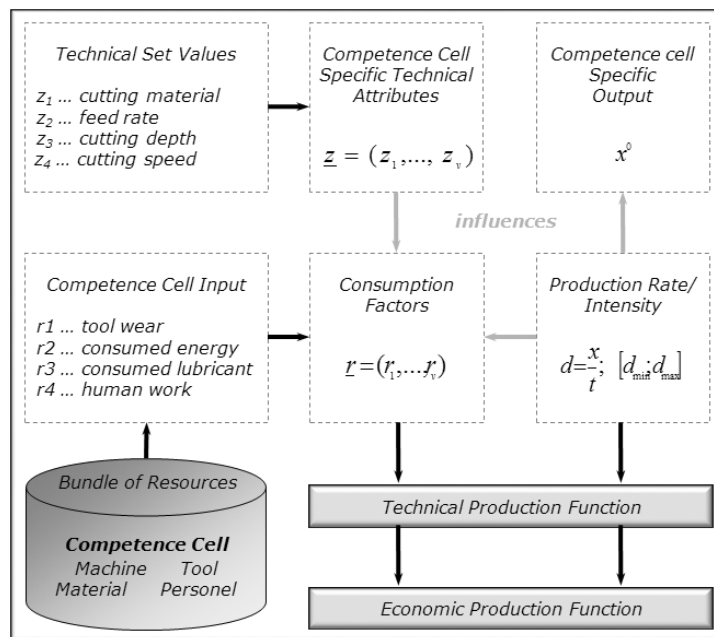 Technical Set Values
z1 ... cutting material
z2 ... feed rate
z3 ... cutting depth
z4 ... cutting speed
Competence Cell
Specific Technical
Attributes
z = (z1,..., zv)
Competence cell
Specific
Output
x⁰
influences
Competence Cell Input
r1 ... tool wear
r2 ... consumed energy
r3 ... consumed lubricant
r4 ... human work
Consumption
Factors
r=(r1,...rv)
Production Rate/
Intensity
d=x/t; [dmin;dmax]
Bundle of Resources
Competence Cell
Machine Tool
Material Personel
Technical Production Function
Economic Production Function